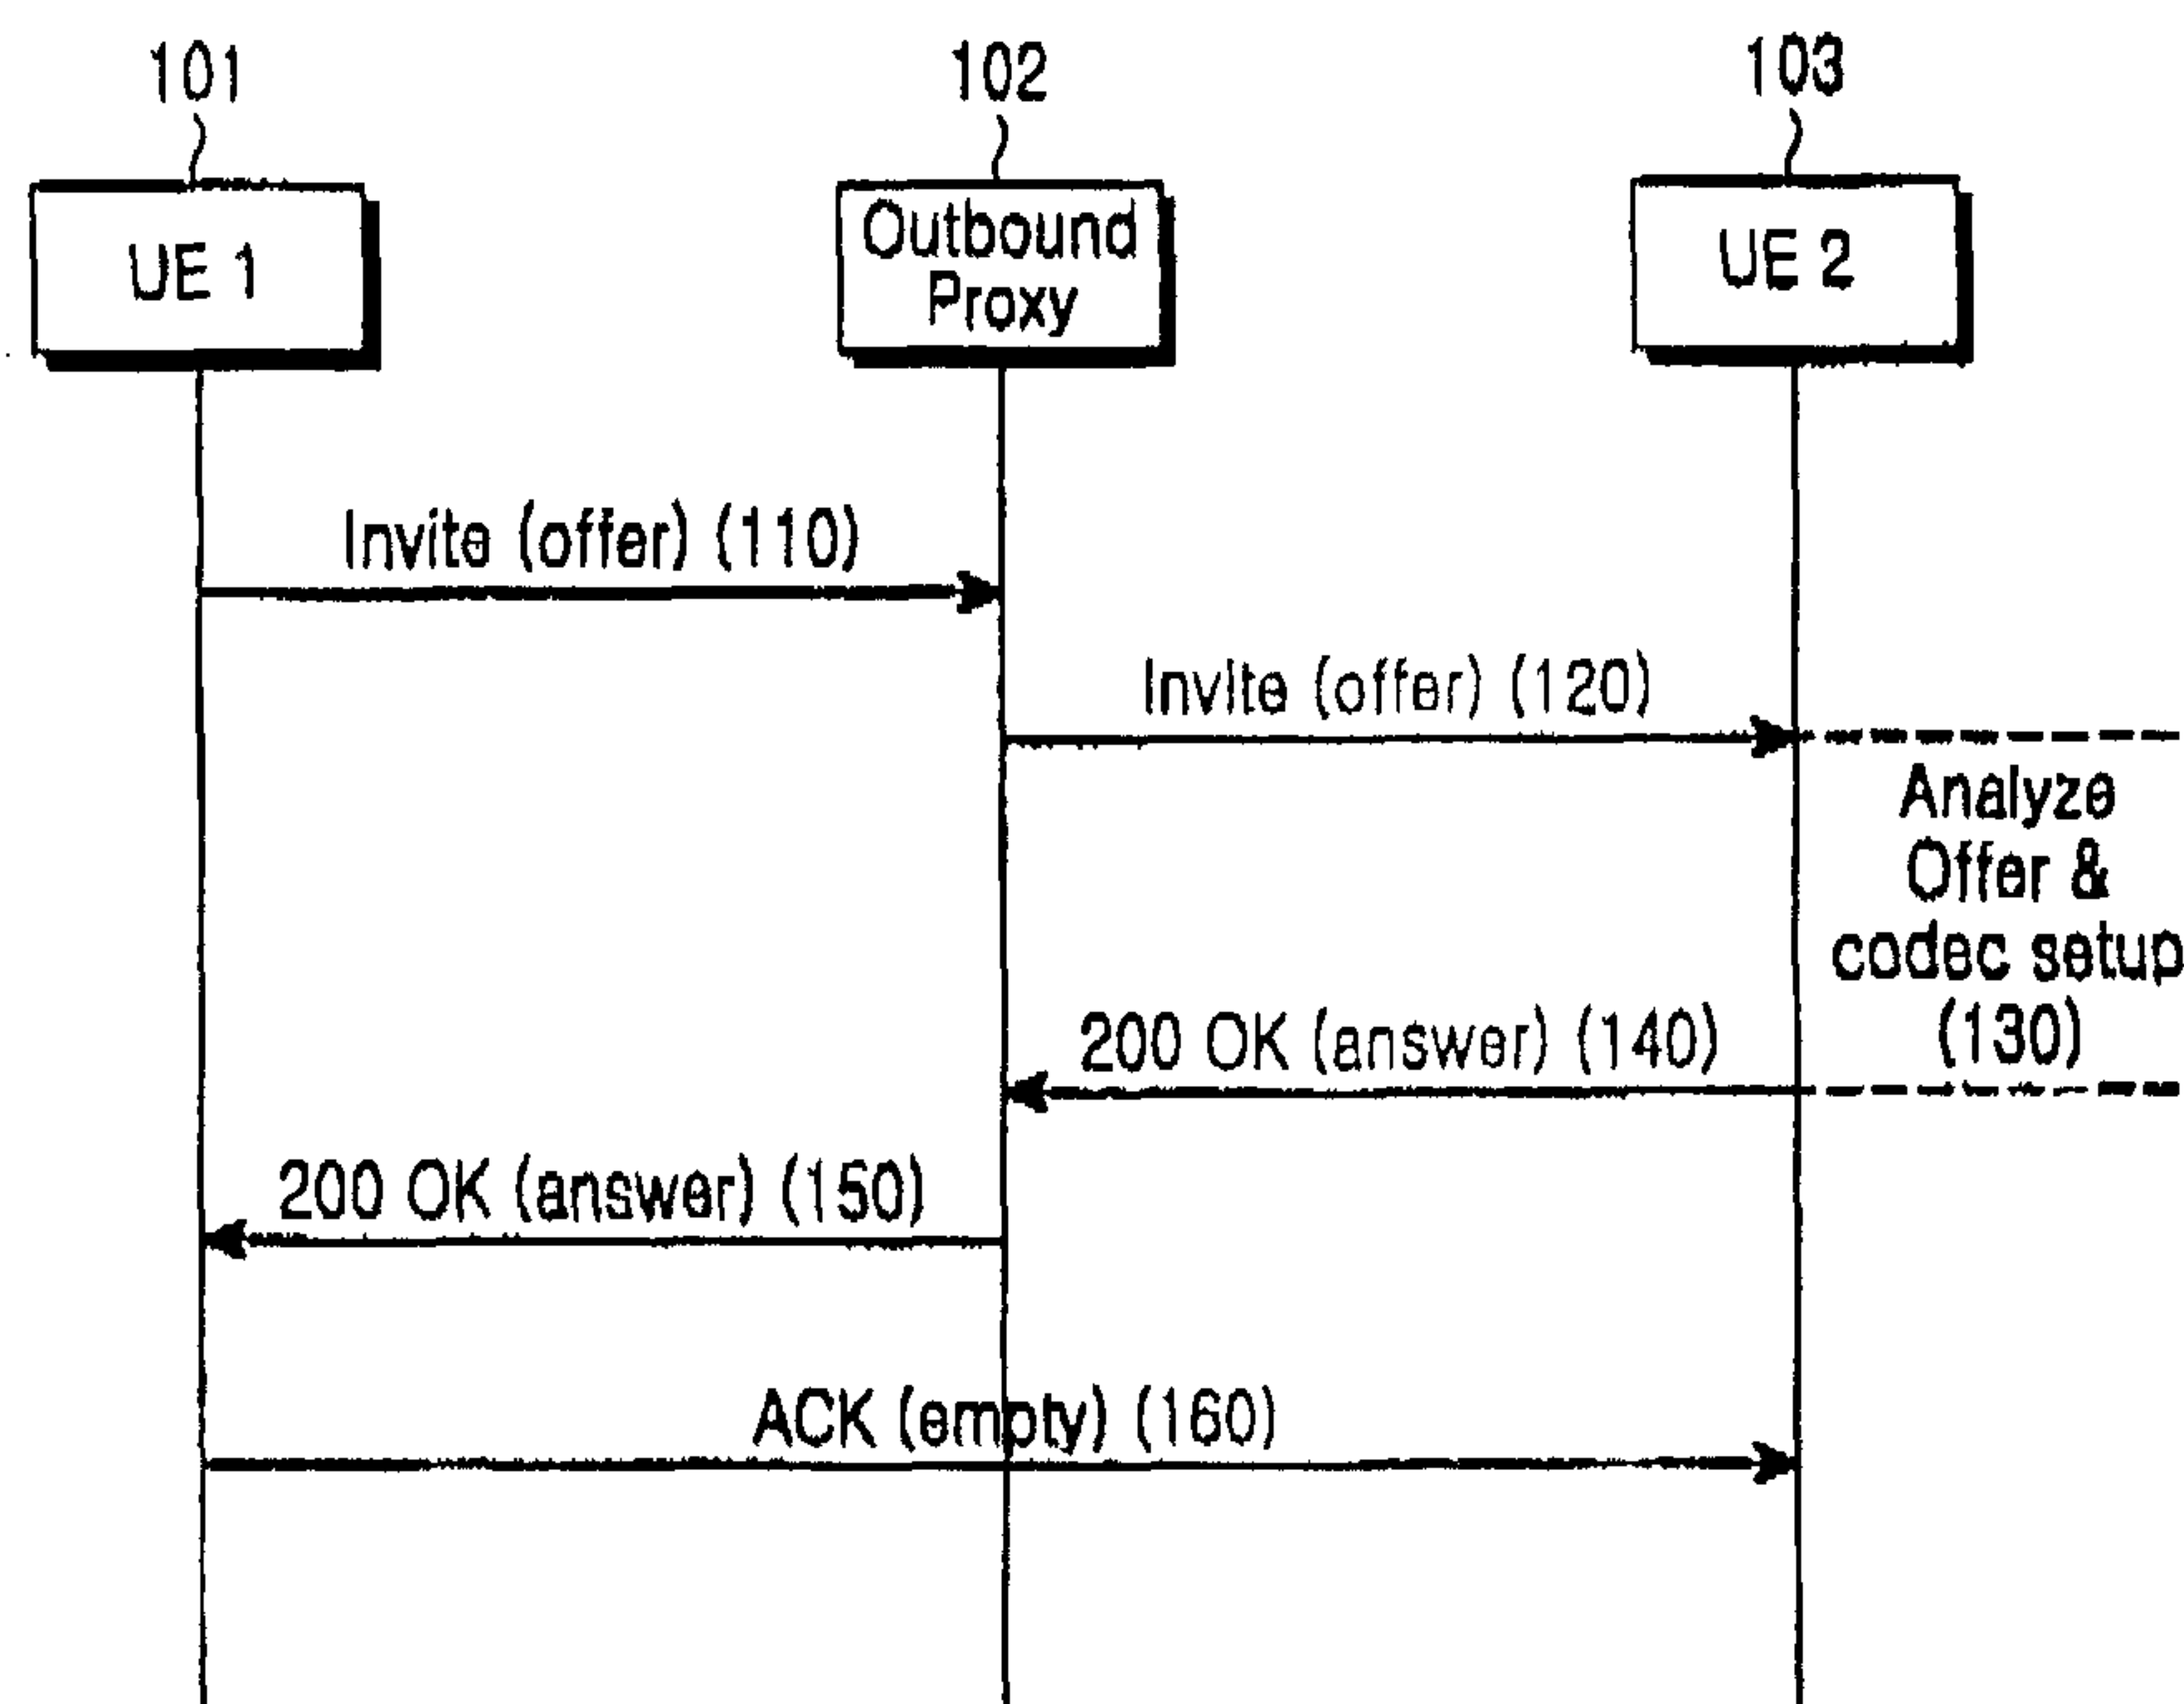 101
102
103
UE 1
Outbound
Proxy
UE 2
Invite (offer) (110)
Invite (offer) (120)
Analyze
Offer &
codec setup
(130)
200 OK (answer) (140)
200 OK (answer) (150)
ACK (empty) (160)